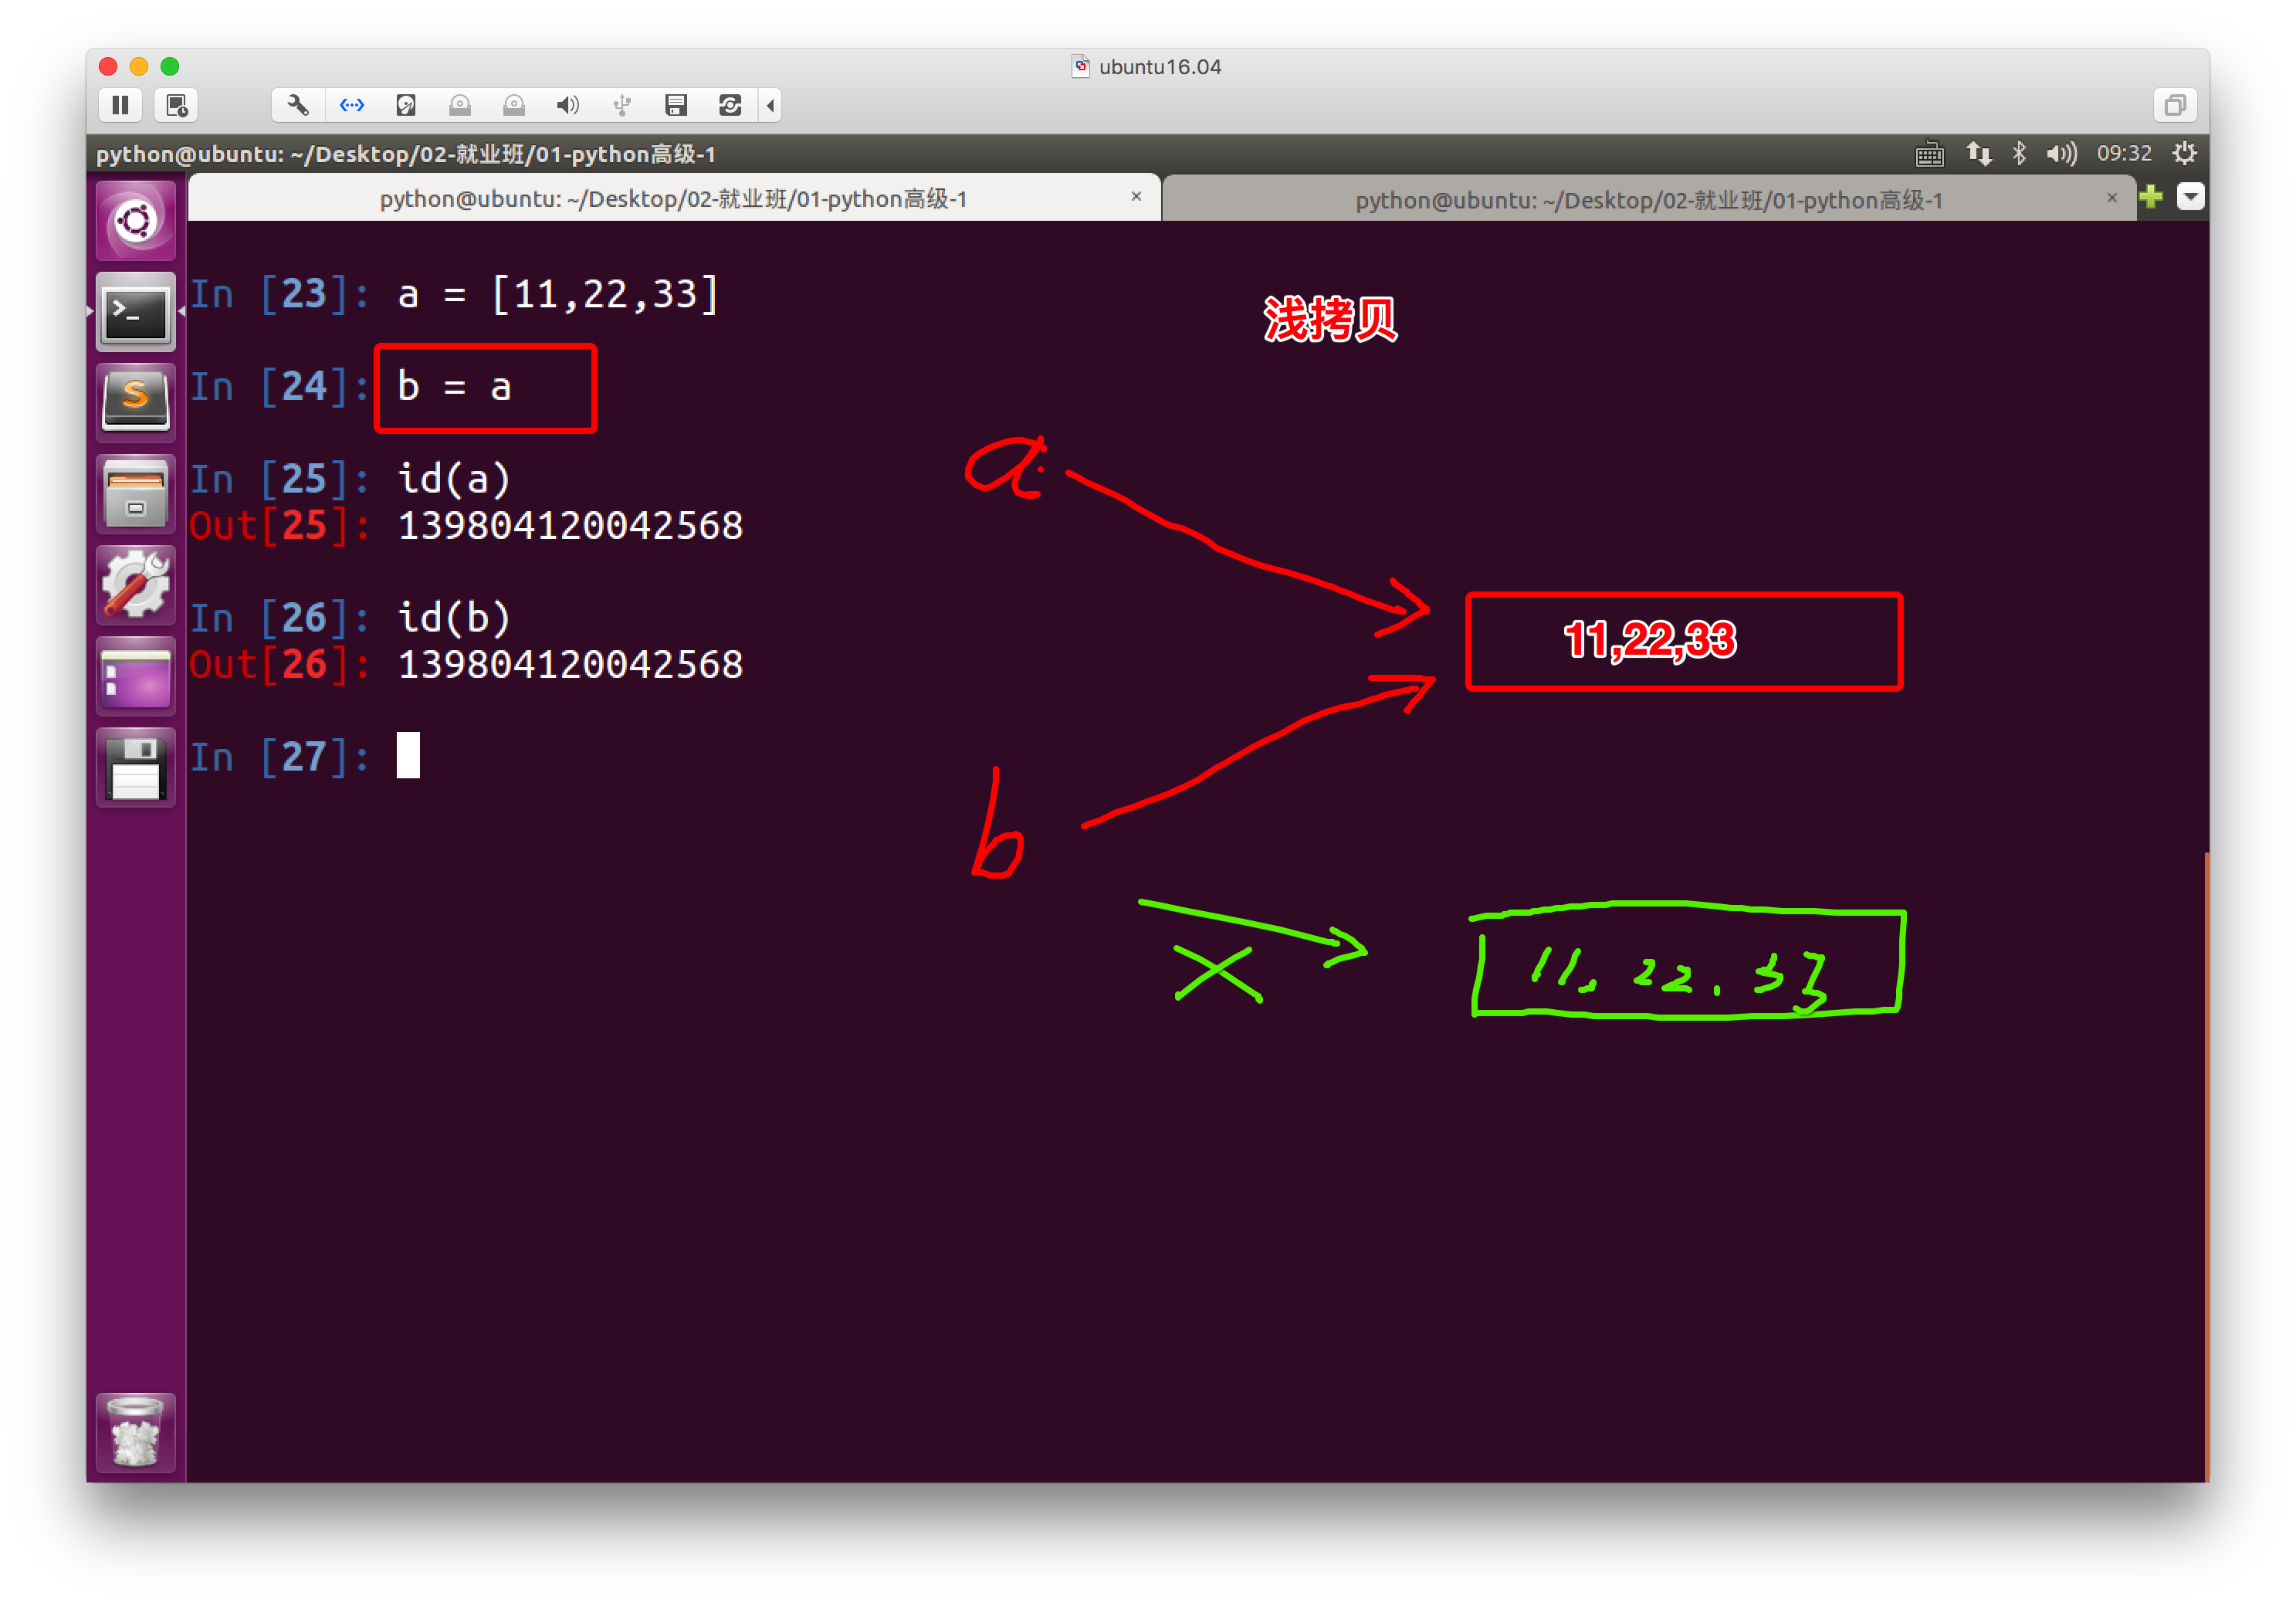 ubuntu16.04
python@ubuntu: ~/Desktop/02-就业班/01-python高级-1
09:32
python@ubuntu: ~/Desktop/02-就业班/01-python高级-1 ×
python@ubuntu: ~/Desktop/02-就业班/01-python高级-1 ×
In [23]: a = [11,22,33]
浅拷贝
In [24]: b = a
a
In [25]: id(a)
Out[25]: 139804120042568
In [26]: id(b)
11,22,33
Out[26]: 139804120042568
In [27]:
b
11. 22. 33